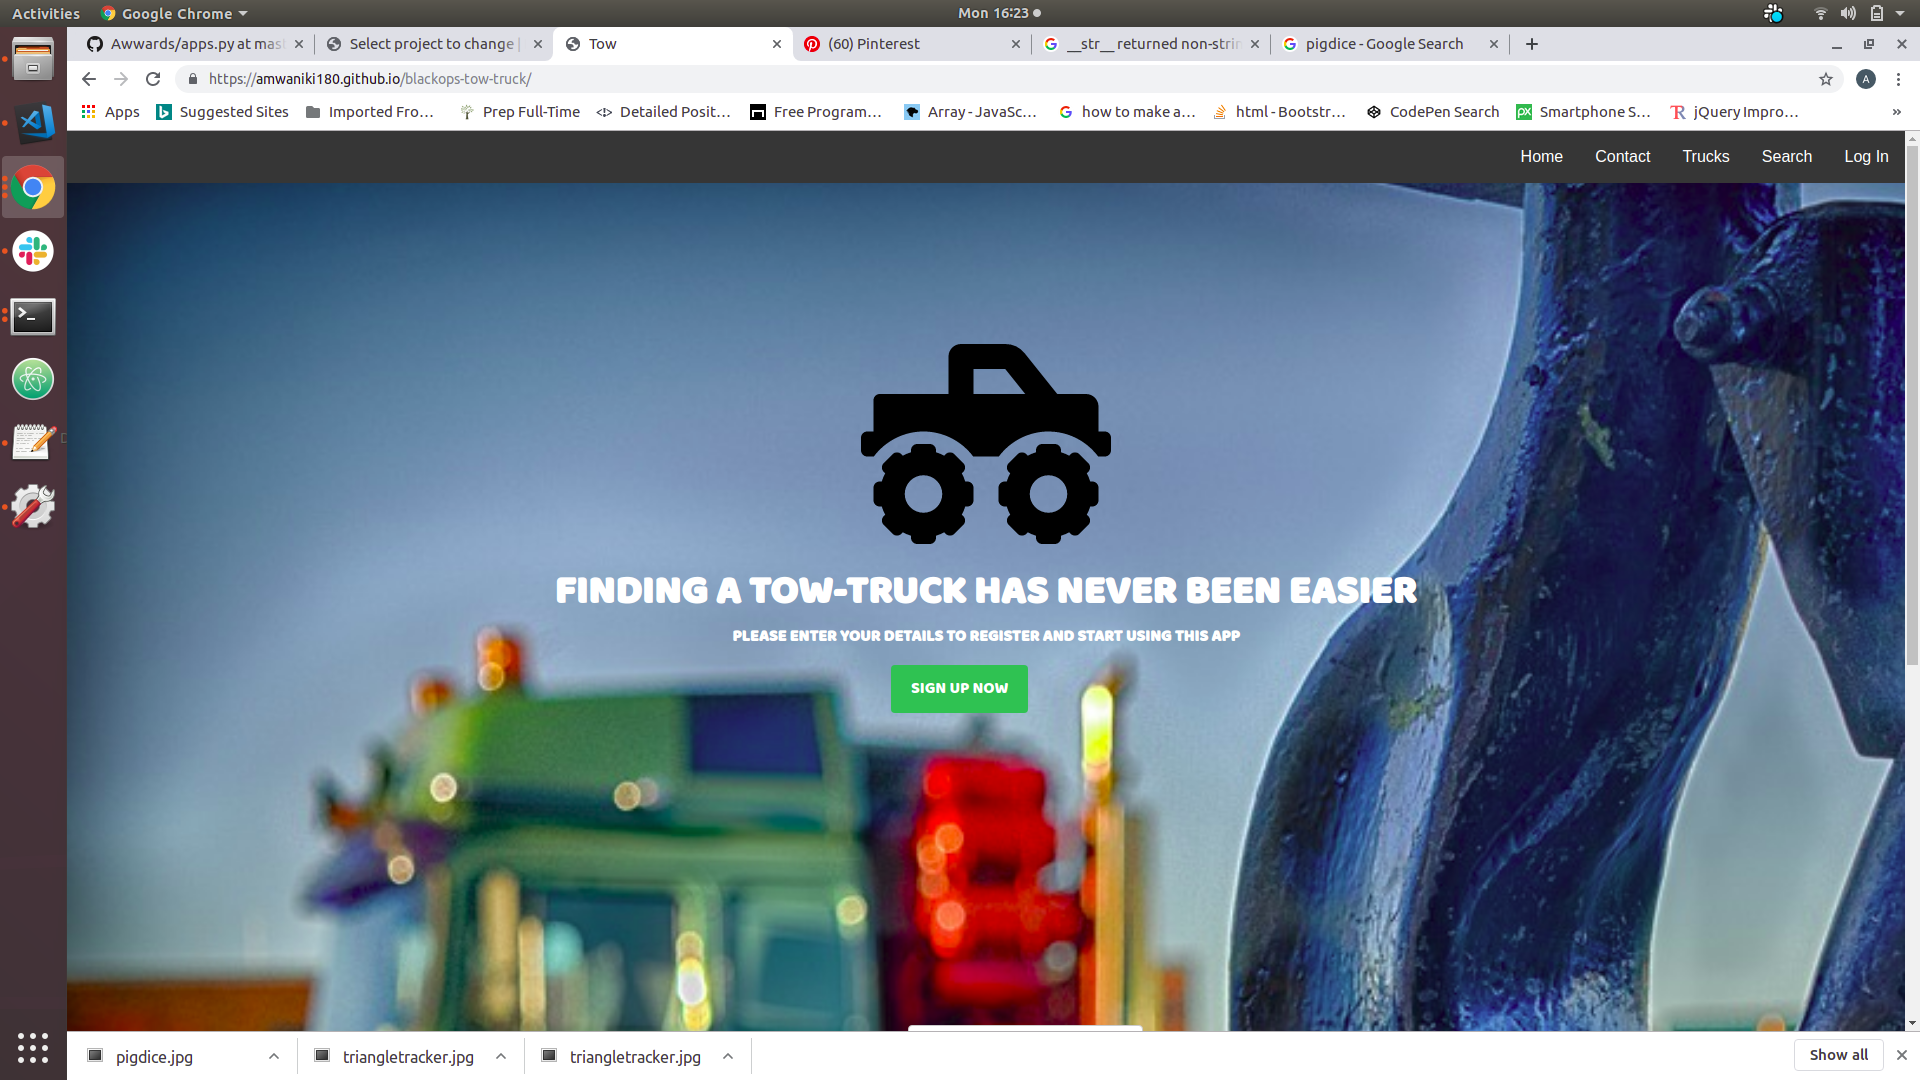 Activities Google Chrome Mon 16:23
Awwards/apps.py at mast Select project to change | Tow (60) Pinterest __str__ returned non-strin pigdice - Google Search
https://amwaniki180.github.io/blackops-tow-truck/ A
Apps Suggested Sites Imported Fro... Prep Full-Time Detailed Posit... Free Program... Array - JavaSc... how to make a... html - Bootstr... CodePen Search Smartphone S... jQuery Impro... »
Home Contact Trucks Search Log In
FINDING A TOW-TRUCK HAS NEVER BEEN EASIER
PLEASE ENTER YOUR DETAILS TO REGISTER AND START USING THIS APP
SIGN UP NOW
pigdice.jpg triangletracker.jpg triangletracker.jpg Show all